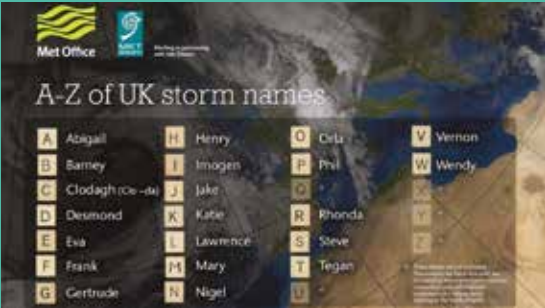 Met Office
MET
Working in partnership
with Met Éireann
A-Z of UK storm names
A Abigail
B Barney
C Clodagh (Clo-da)
D Desmond
E Eva
F Frank
G Gertrude
H Henry
I Imogen
J Jake
K Katie
L Lawrence
M Mary
N Nigel
O Orla
P Phil
Q
R Rhonda
S Steve
T Tegan
U
V Vernon
W Wendy
X
Y
Z